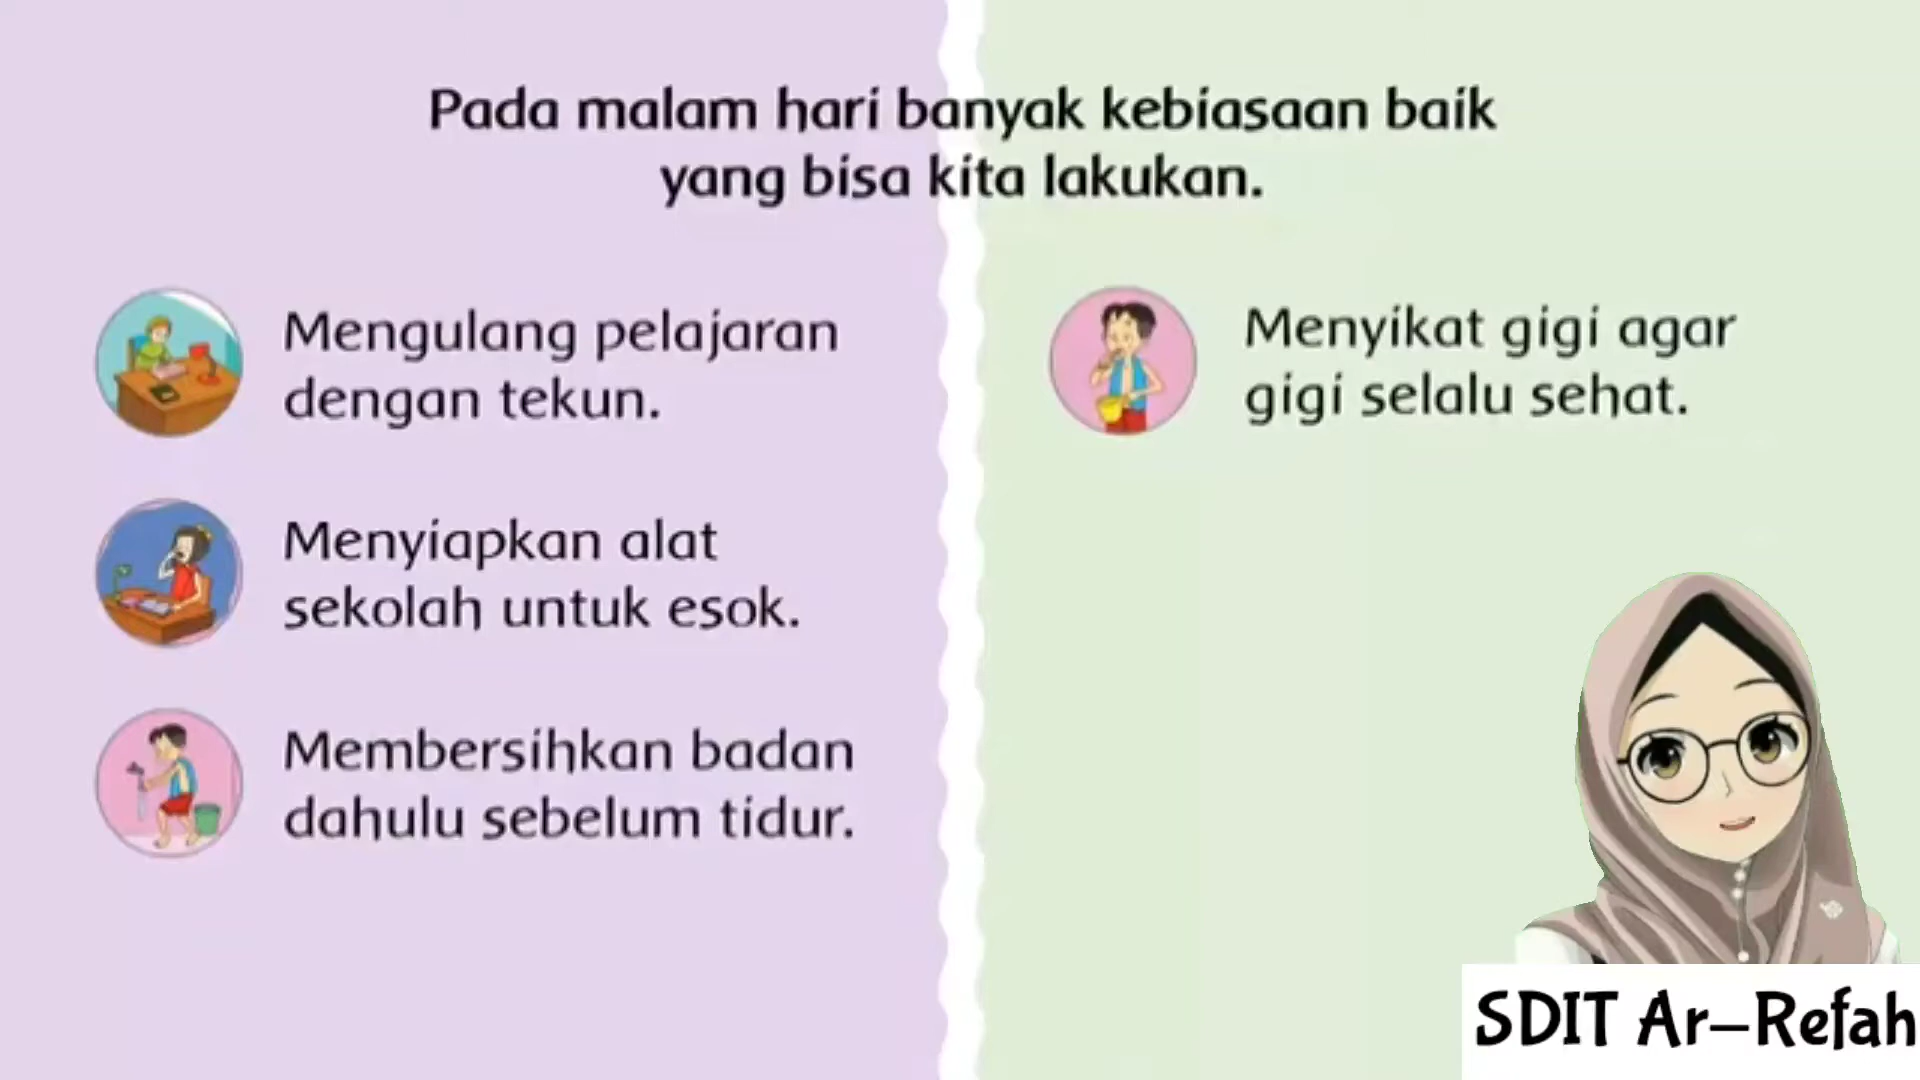 Pada malam hari banyak kebiasaan baik
yang bisa kita lakukan.
Mengulang pelajaran
dengan tekun.
Menyiapkan alat
sekolah untuk esok.
Membersihkan badan
dahulu sebelum tidur.
Menyikat gigi agar
gigi selalu sehat.
SDIT Ar-Refah